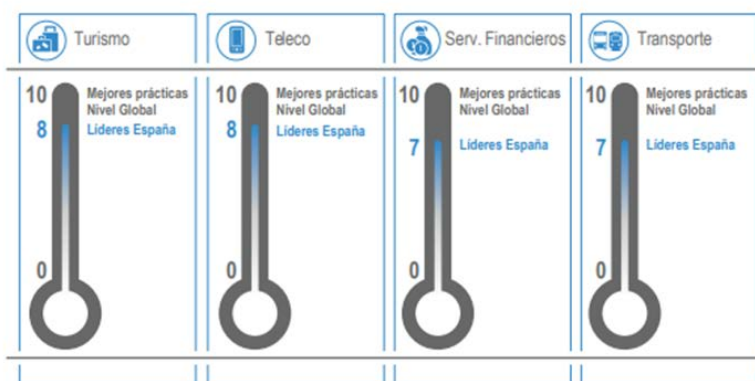 Turismo
10
Mejores prácticas
Nivel Global
8
Líderes España
0
Teleco
10
Mejores prácticas
Nivel Global
8
Líderes España
0
Serv. Financieros
10
Mejores prácticas
Nivel Global
7
Líderes España
0
Transporte
10
Mejores prácticas
Nivel Global
7
Líderes España
0